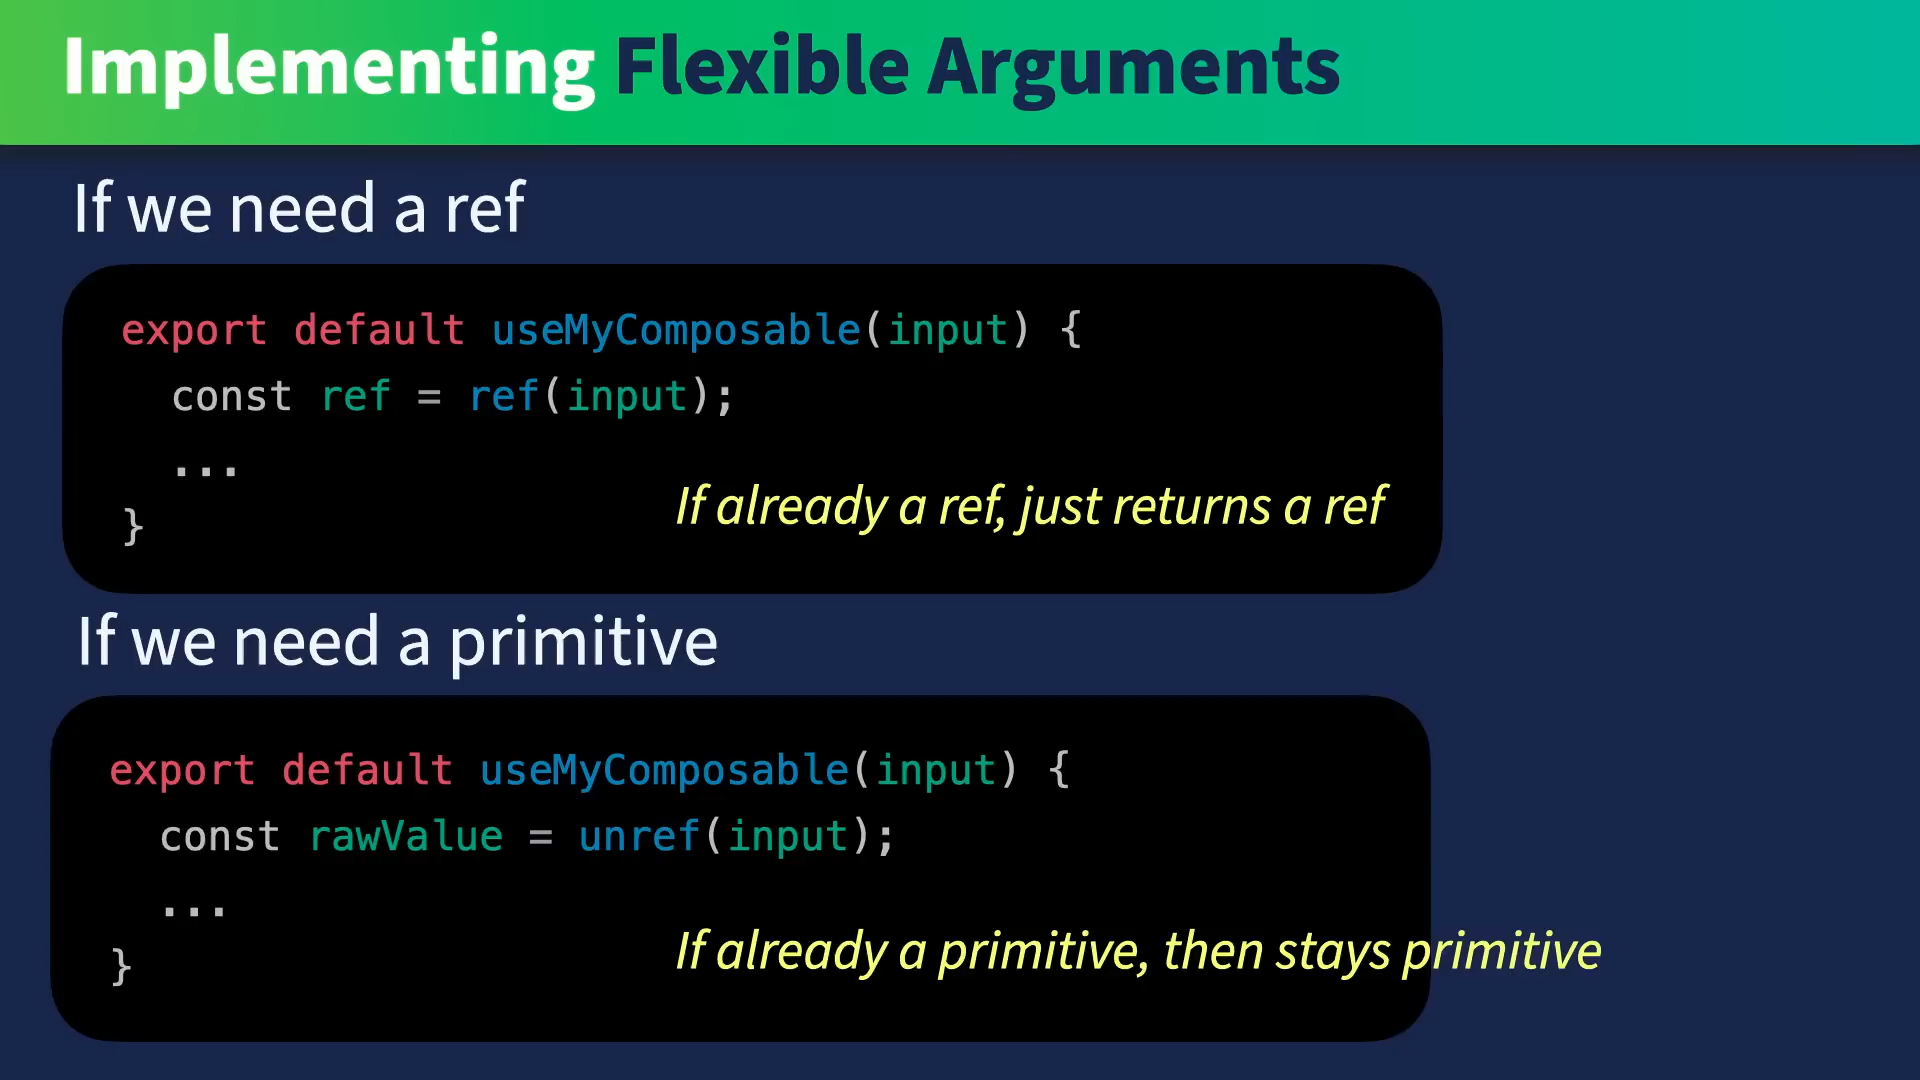 Implementing Flexible Arguments
If we need a ref
export default useMyComposable(input) {
const ref = ref(input);
...
If already a ref, just returns a ref
}
If we need a primitive
export default useMyComposable(input) {
const rawValue = unref(input);
...
If already a primitive, then stays primitive
}